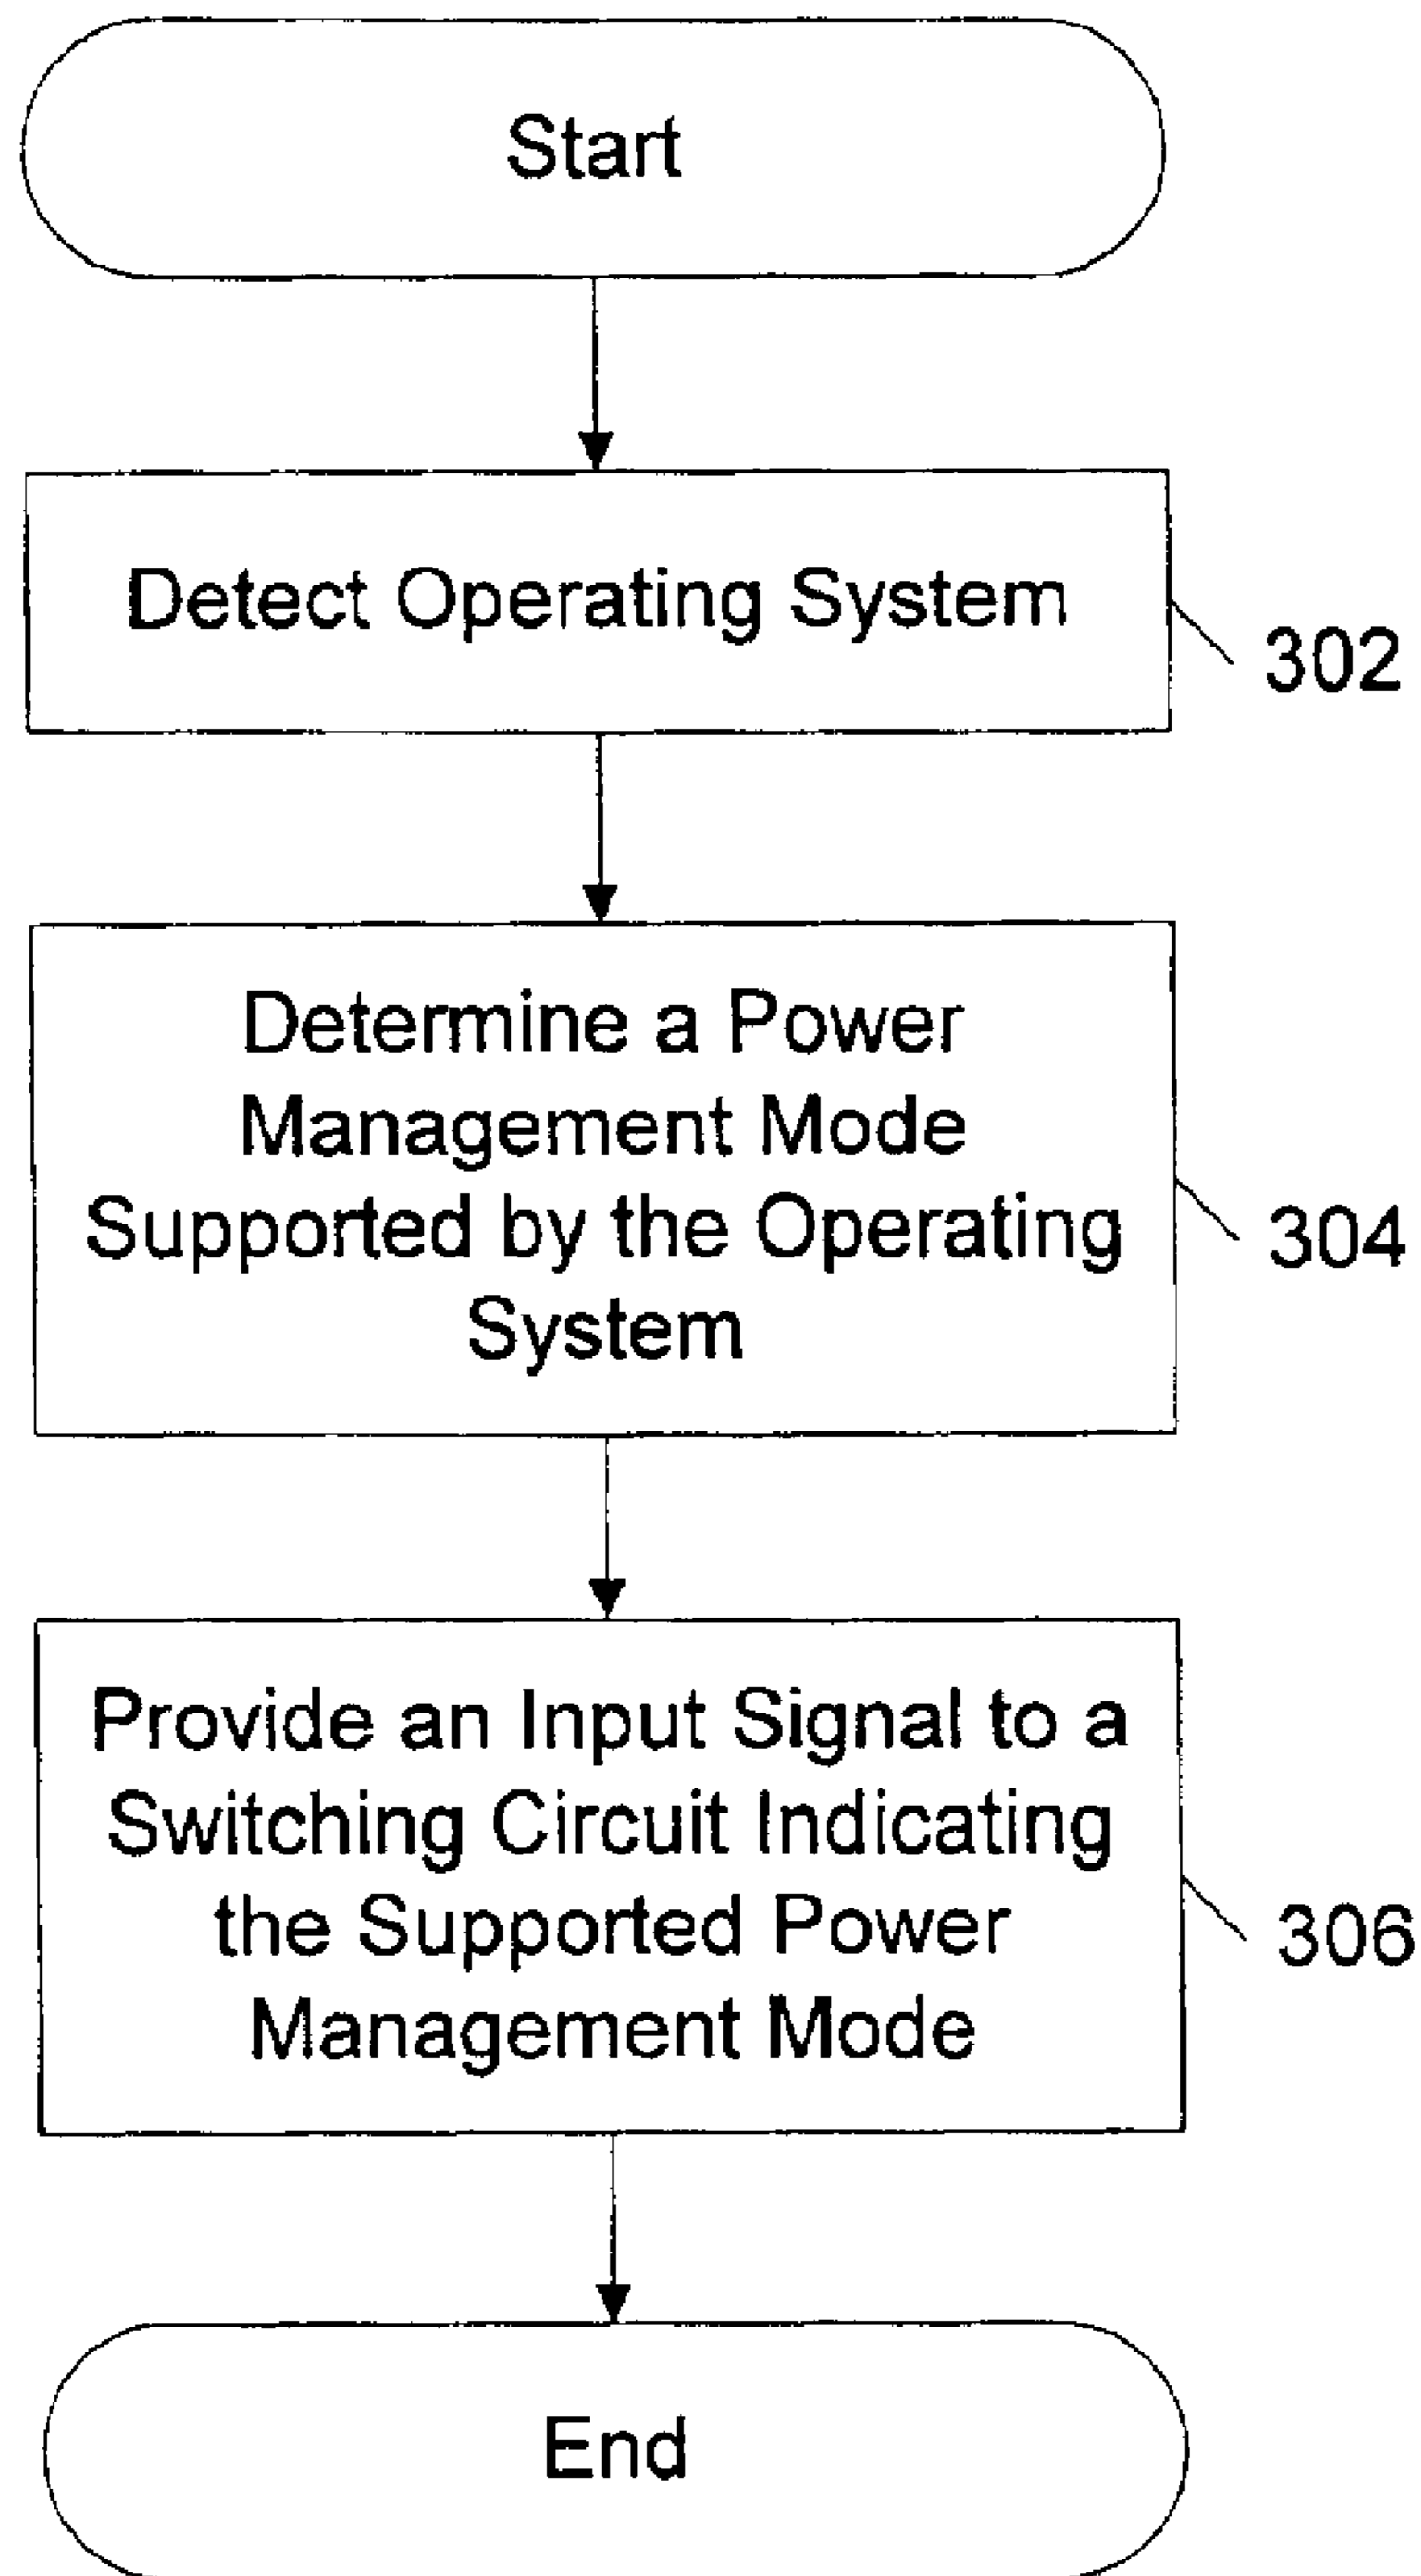 Start
Detect Operating System
302
Determine a Power
Management Mode
Supported by the Operating
System
304
Provide an Input Signal to a
Switching Circuit Indicating
the Supported Power
Management Mode
306
End